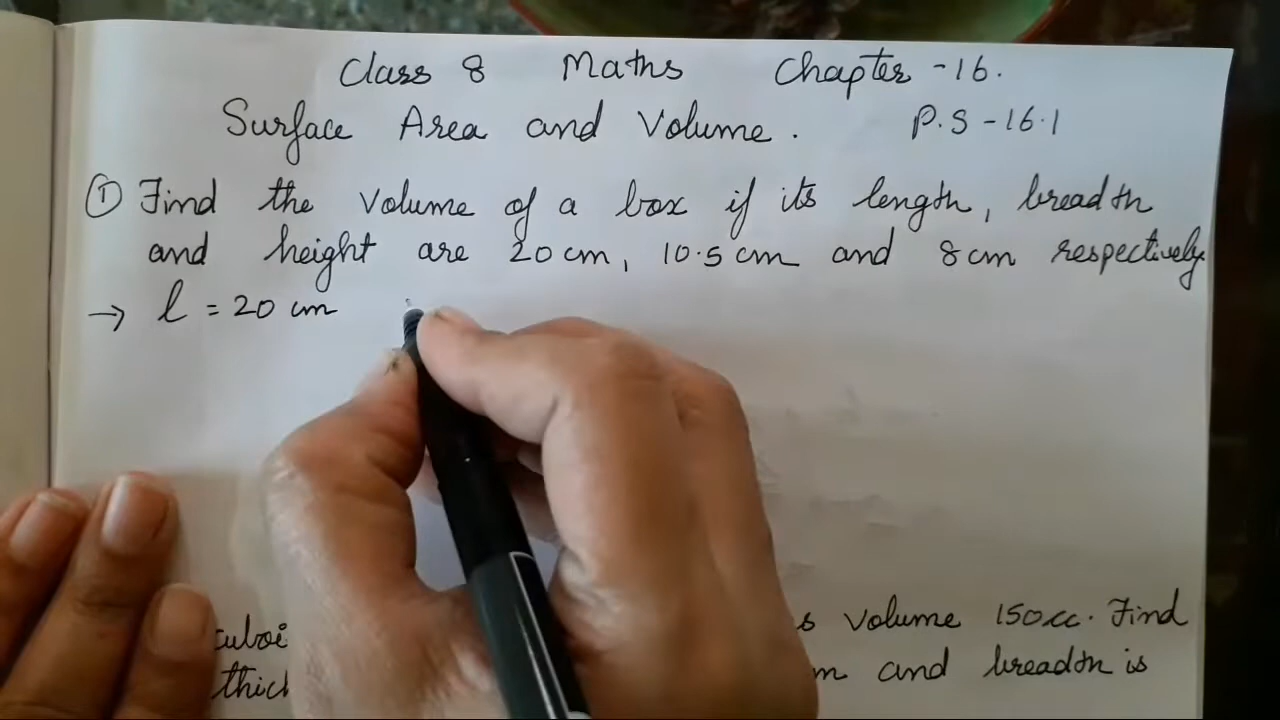 Class 8 Maths Chapter -16.
Surface Area and Volume. P.S -16.1
① Find the volume of a box if its length, breadth
and height are 20 cm, 10.5 cm and 8 cm respectively.
→ l = 20 cm
s volume 150cc. Find
m and breadth is